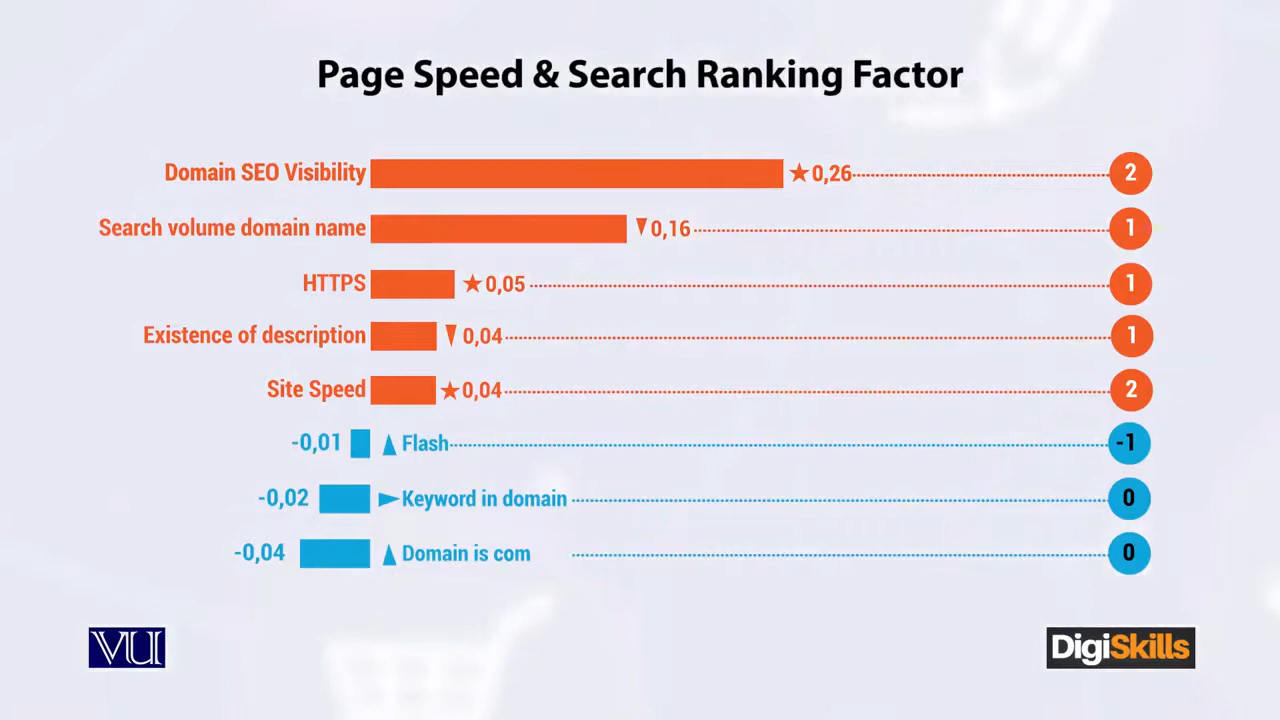 Page Speed & Search Ranking Factor
Domain SEO Visibility ★0,26 2
Search volume domain name ▼0,16 1
HTTPS ★0,05 1
Existence of description ▼0,04 1
Site Speed ★0,04 2
-0,01 ▲ Flash -1
-0,02 ► Keyword in domain 0
-0,04 ▲ Domain is com 0
VU DigiSkills